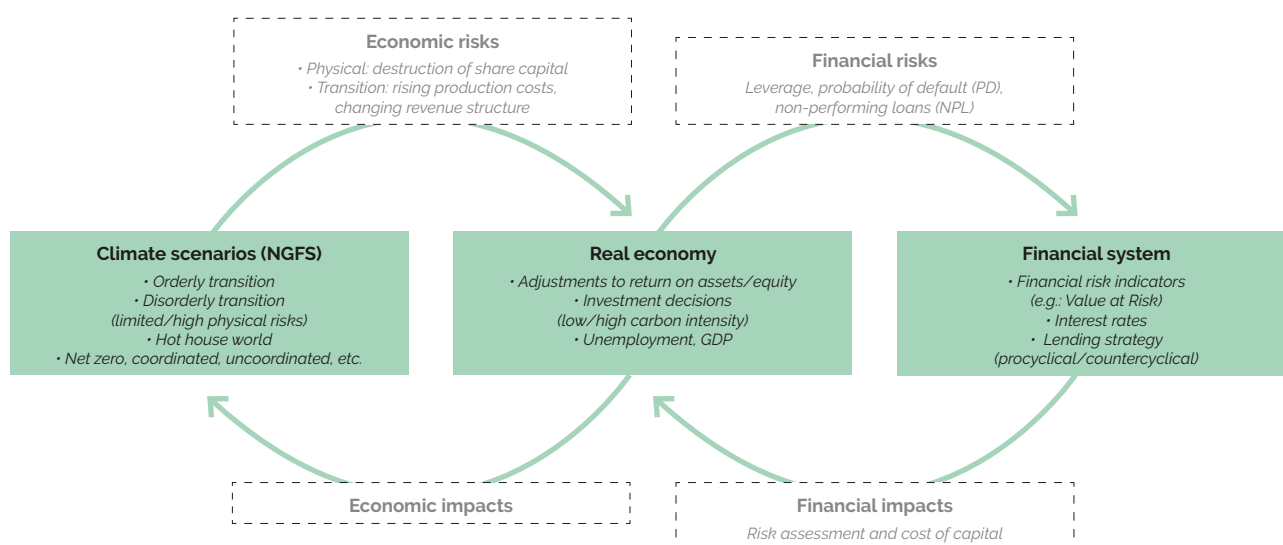 Economic risks
• Physical: destruction of share capital
• Transition: rising production costs,
changing revenue structure
Financial risks
Leverage, probability of default (PD),
non-performing loans (NPL)
Climate scenarios (NGFS)
• Orderly transition
• Disorderly transition
(limited/high physical risks)
• Hot house world
• Net zero, coordinated, uncoordinated, etc.
Real economy
• Adjustments to return on assets/equity
• Investment decisions
(low/high carbon intensity)
• Unemployment, GDP
Financial system
• Financial risk indicators
(e.g.: Value at Risk)
• Interest rates
• Lending strategy
(procyclical/countercyclical)
Economic impacts
Financial impacts
Risk assessment and cost of capital